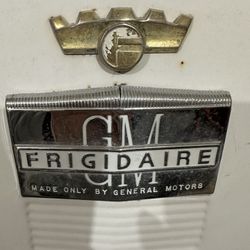 F
GM
FRIGIDAIRE
MADE ONLY BY GENERAL MOTORS